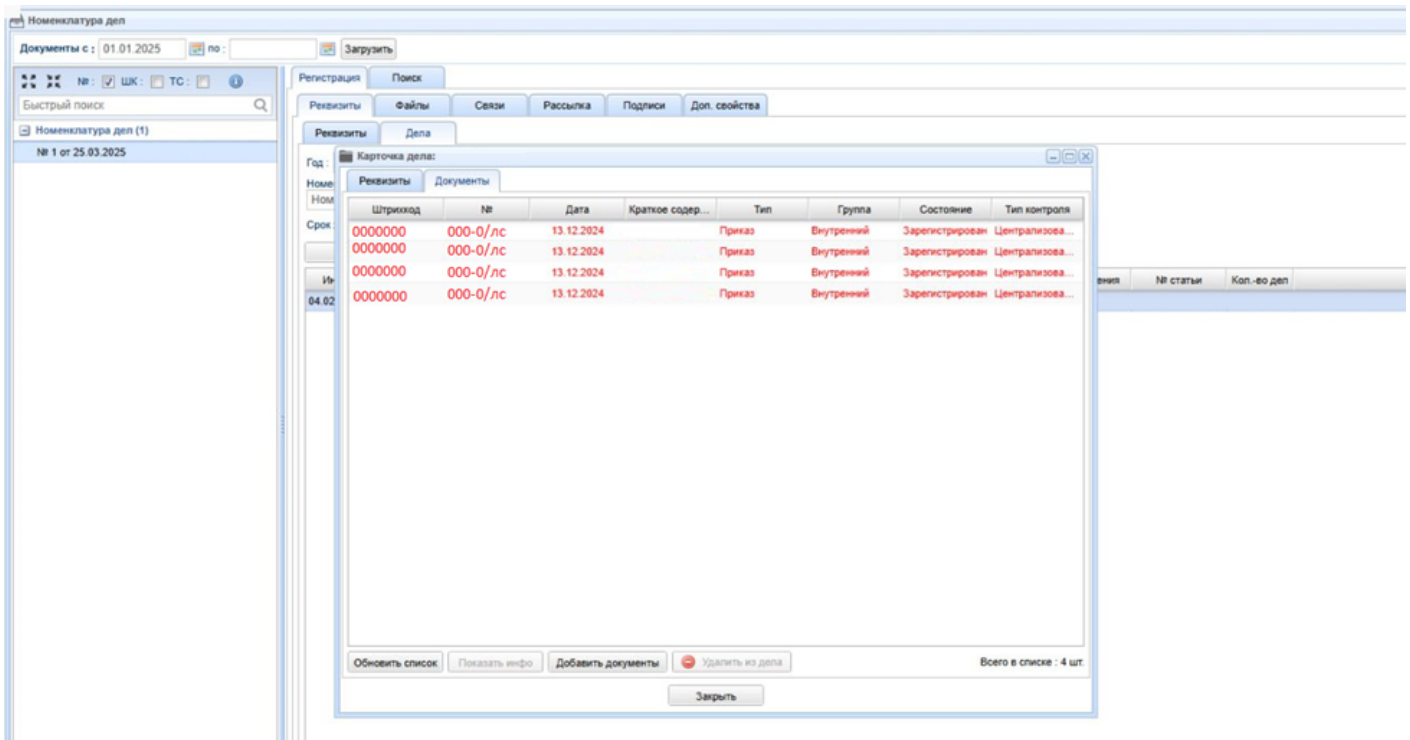 Номенклатура дел
Документы с : 01.01.2025 по : Загрузить
№ : ШК : ТС :
Быстрый поиск
Номенклатура дел (1)
№ 1 от 25.03.2025
Регистрация Поиск
Реквизиты Файлы Связи Рассылка Подписи Доп. свойства
Реквизиты Дела
Год :
Номе
Ном
Срок
Ин
04.02
Карточка дела:
Реквизиты Документы
Штрихкод № Дата Краткое содер... Тип Группа Состояние Тип контроля
0000000 000-0/лс 13.12.2024 Приказ Внутренний Зарегистрирован Централизова...
0000000 000-0/лс 13.12.2024 Приказ Внутренний Зарегистрирован Централизова...
0000000 000-0/лс 13.12.2024 Приказ Внутренний Зарегистрирован Централизова...
0000000 000-0/лс 13.12.2024 Приказ Внутренний Зарегистрирован Централизова...
Обновить список Показать инфо Добавить документы Удалить из дела Всего в списке : 4 шт.
Закрыть
ения № статьи Кол.-во дел